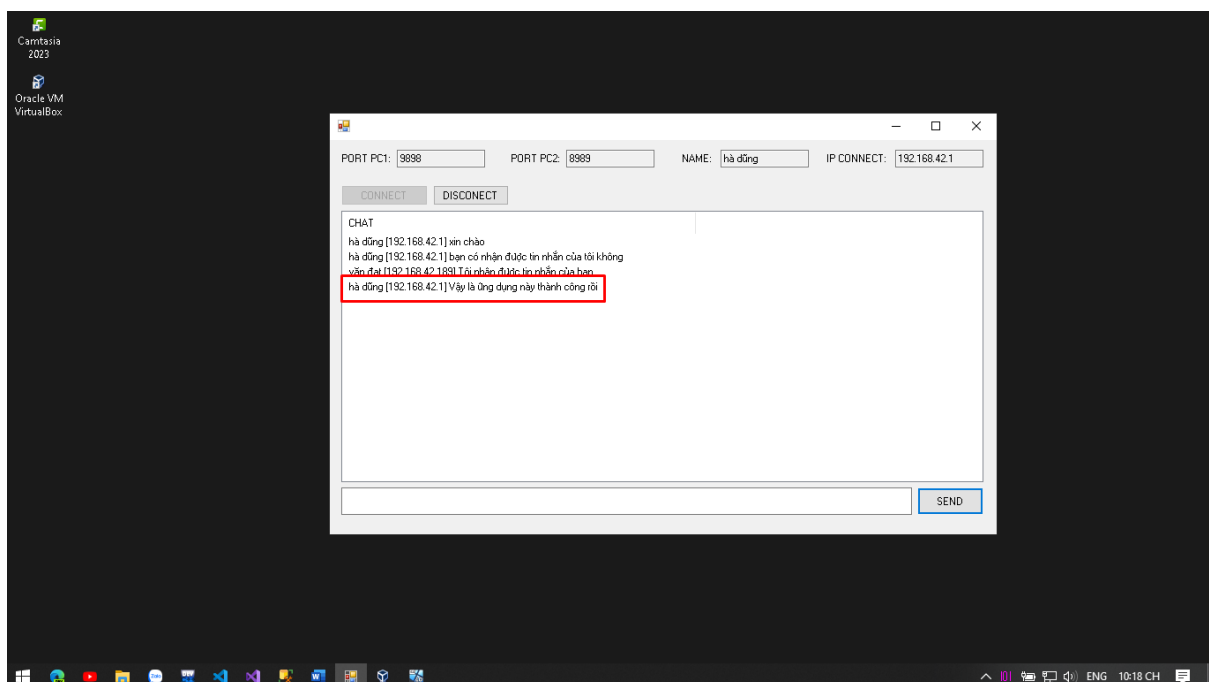 Camtasia
2023
Oracle VM
VirtualBox
PORT PC1: 9898 PORT PC2: 8989 NAME: hà dũng IP CONNECT: 192.168.42.1
CONNECT DISCONECT
CHAT
hà dũng [192.168.42.1] xin chào
hà dũng [192.168.42.1] bạn có nhận được tin nhắn của tôi không
văn đạt [192.168.42.189] Tôi nhận được tin nhắn của bạn
hà dũng [192.168.42.1] Vậy là ứng dụng này thành công rồi
SEND
ENG 10:18 CH